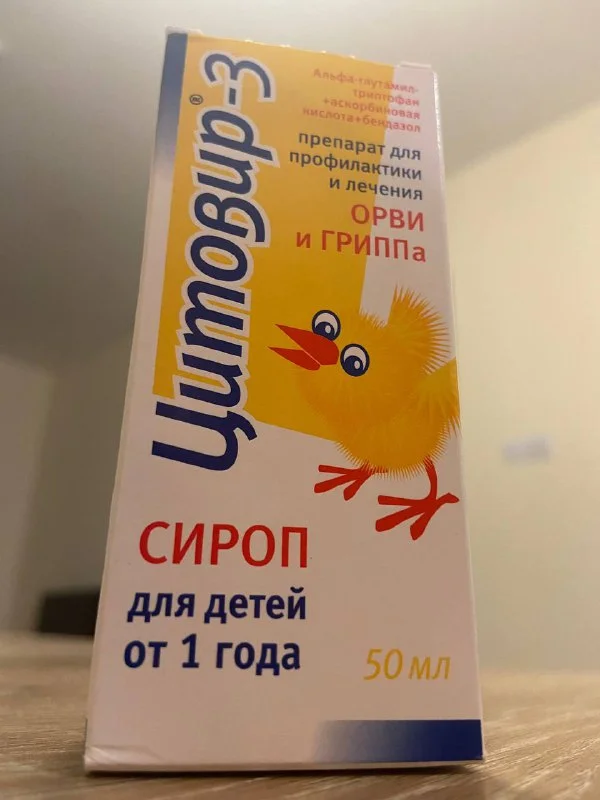 Цитовир®-3
Альфа-глутамил-
триптофан
+аскорбиновая
кислота+бендазол
препарат для
профилактики
и лечения
ОРВИ
и ГРИППа
СИРОП
для детей
от 1 года
50 мл